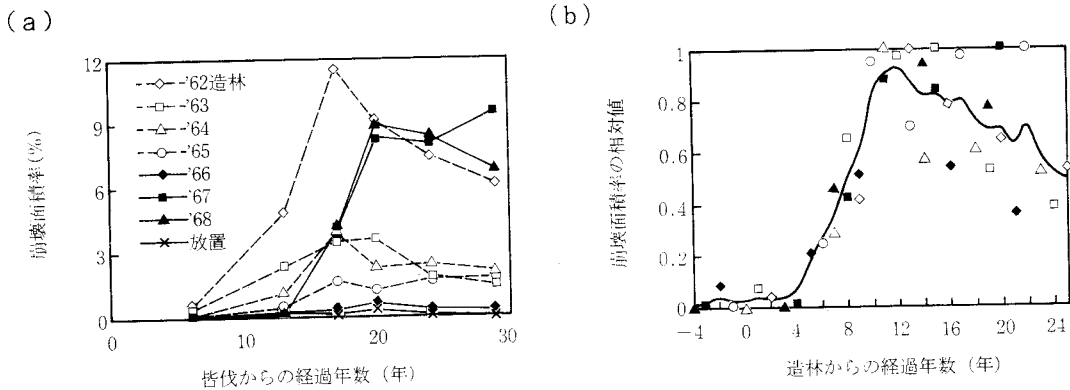 (a)
崩壊面積率(%)
12
9
6
3
0
'62造林
'63
'64
'65
'66
'67
'68
放置
0 10 20 30
皆伐からの経過年数 (年)
(b)
崩壊面積率の相対値
1
0.8
0.6
0.4
0.2
0
-4 0 4 8 12 16 20 24
造林からの経過年数 (年)